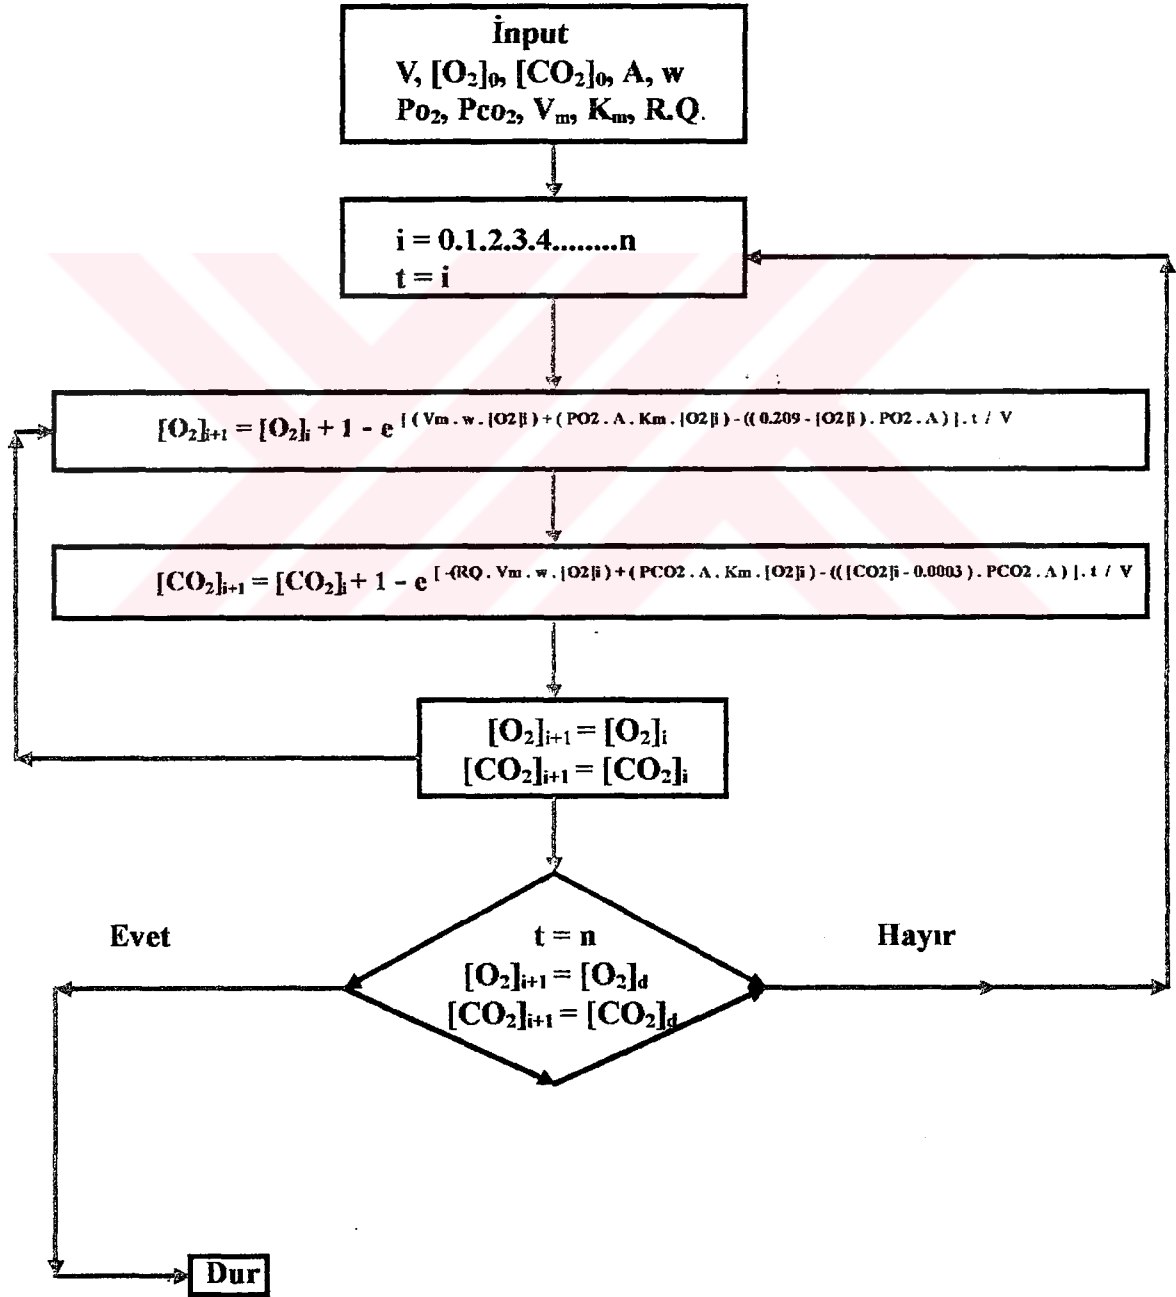 İnput
V, [O₂]₀, [CO₂]₀, A, w
Po₂, Pco₂, Vₘ, Kₘ, R.Q.
i = 0.1.2.3.4........n
t = i
[O₂]ᵢ₊₁ = [O₂]ᵢ + 1 - e [ ( Vm . w . [O2]i ) + ( PO2 . A . Km . [O2]i ) - (( 0.209 - [O2]i ) . PO2 . A ) ] . t / V
[CO₂]ᵢ₊₁ = [CO₂]ᵢ + 1 - e [ -(RQ . Vm . w . [O2]i ) + ( PCO2 . A . Km . [O2]i ) - (( [CO2]i - 0.0003 ) . PCO2 . A ) ] . t / V
[O₂]ᵢ₊₁ = [O₂]ᵢ
[CO₂]ᵢ₊₁ = [CO₂]ᵢ
Evet
Hayır
t = n
[O₂]ᵢ₊₁ = [O₂]d
[CO₂]ᵢ₊₁ = [CO₂]d
Dur